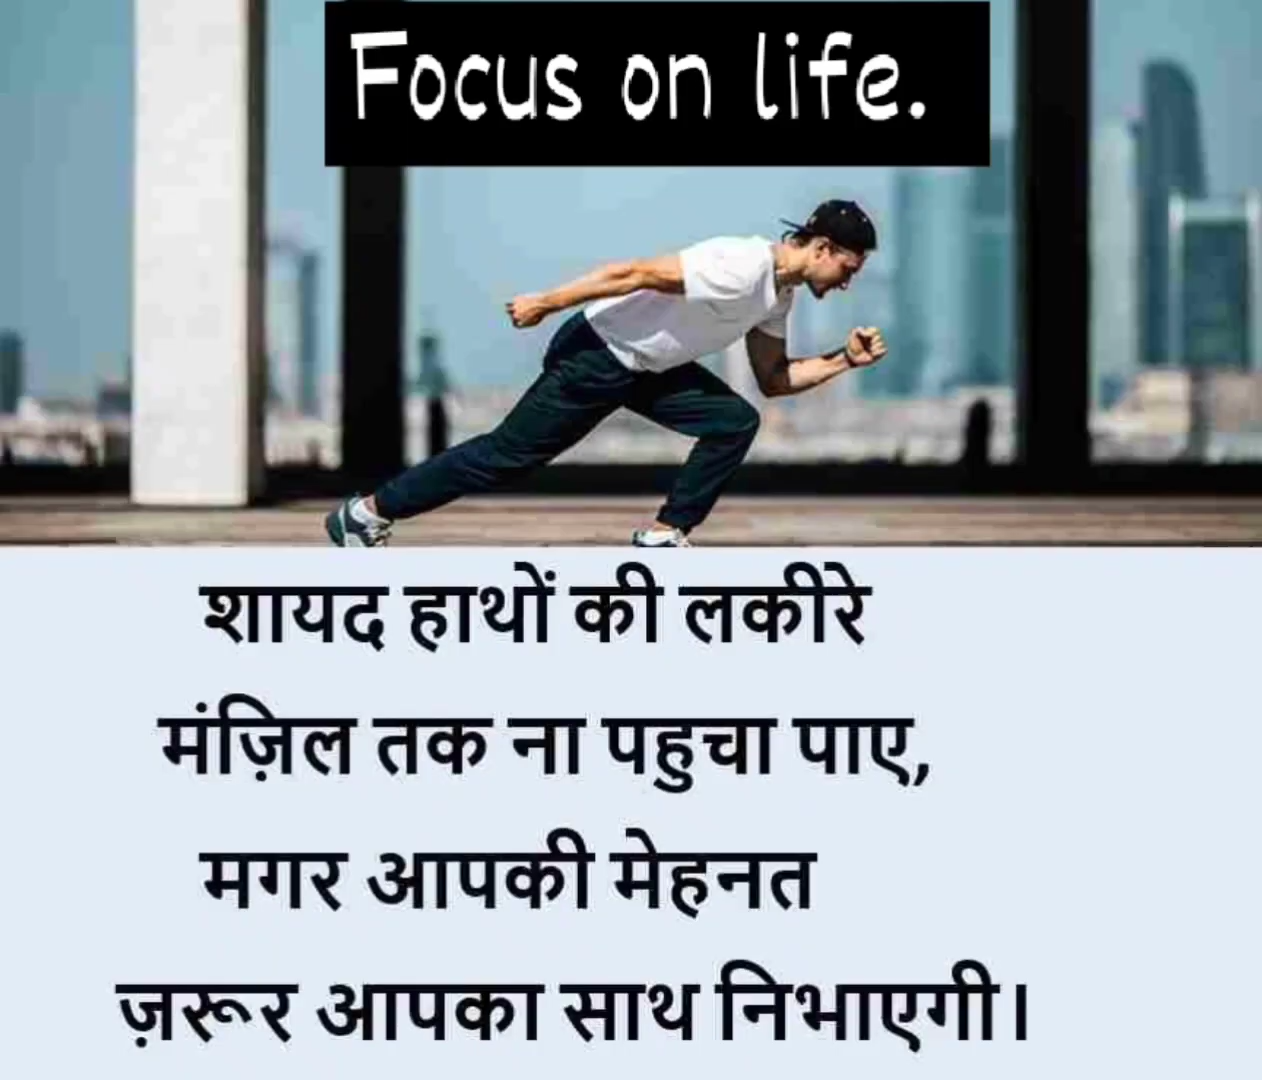 Focus on life.
शायद हाथों की लकीरे
मंज़िल तक ना पहुचा पाए,
मगर आपकी मेहनत
ज़रूर आपका साथ निभाएगी।